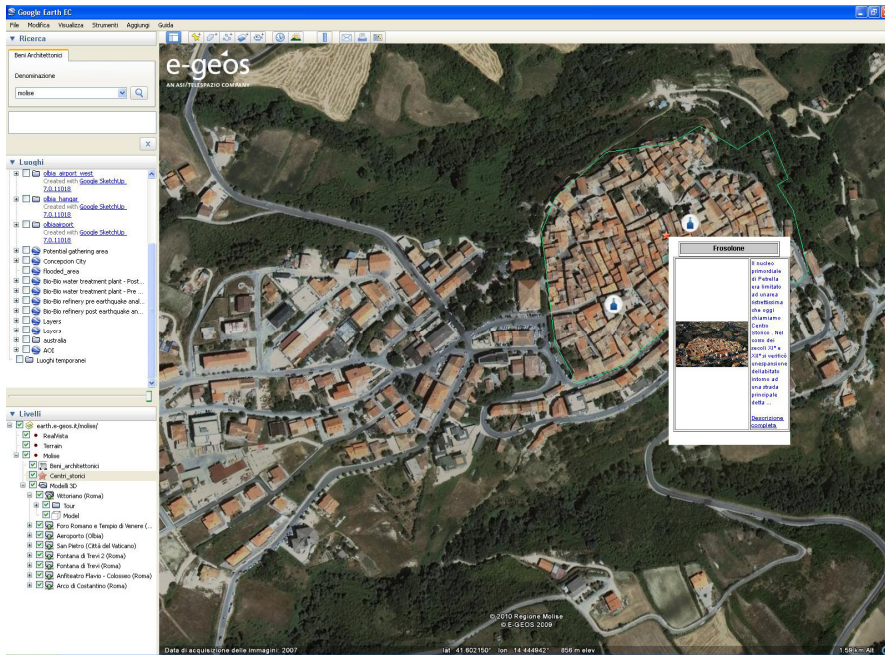 Google Earth EC
File Modifica Visualizza Strumenti Aggiungi Guida
Ricerca
Beni Architettonici
Denominazione
molise
x
Luoghi
olbia_airport_west
Created with Google SketchUp
7.0.11018
olbia_hangar
Created with Google SketchUp
7.0.11018
olbiaairport
Created with Google SketchUp
7.0.11018
Potential gathering area
Concepcion City
flooded_area
Bio-Bio water treatment plant - Post...
Bio-Bio water treatment plant - Pre ...
Bio-Bio refinery pre earthquake anal...
Bio-Bio refinery post earthquake an...
Layers
Layers
australia
AOI
Luoghi temporanei
Livelli
earth.e-geos.it/molise/
RealVista
Terrain
Molise
Beni_architettonici
Centri_storici
Modelli 3D
Vittoriano (Roma)
Tour
Model
Foro Romano e Tempio di Venere (...
Aeroporto (Olbia)
San Pietro (Città del Vaticano)
Fontana di Trevi 2 (Roma)
Fontana di Trevi (Roma)
Anfiteatro Flavio - Colosseo (Roma)
Arco di Costantino (Roma)
e-geos
AN ASI/TELESPAZIO COMPANY
Frosolone
Il nucleo
primordiale
di Petrella
era limitato
ad unarea
ristrettissima
che oggi
chiamiamo
Centro
Storico . Nel
corso dei
secoli XI° e
XII° si verificò
unespansione
dellabitato
intorno ad
una strada
principale
detta ...
Descrizione
completa
© 2010 Regione Molise
© E-GEOS 2009
Data di acquisizione delle immagini: 2007
lat 41.602150° lon 14.444942° 856 m elev
1.59 km Alt